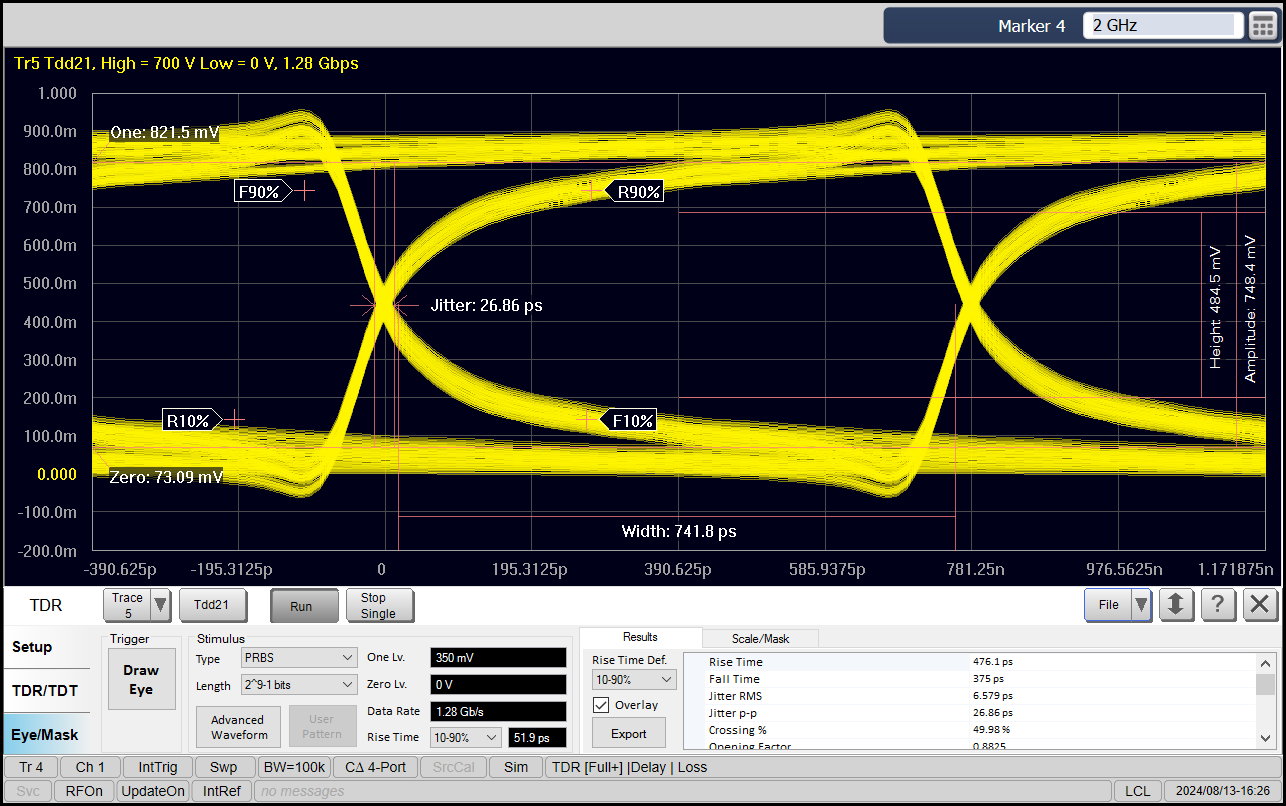 Marker 4 2 GHz
Tr5 Tdd21, High = 700 V Low = 0 V, 1.28 Gbps
1.000
900.0m
One: 821.5 mV
800.0m
F90%
R90%
700.0m
600.0m
500.0m
Jitter: 26.86 ps
400.0m
300.0m
Height: 484.5 mV
Amplitude: 748.4 mV
200.0m
R10%
F10%
100.0m
0.000
Zero: 73.09 mV
-100.0m
Width: 741.8 ps
-200.0m
-390.625p -195.3125p 0 195.3125p 390.625p 585.9375p 781.25n 976.5625n 1.171875n
TDR
Trace 5
Tdd21
Run
Stop Single
File
?
Setup
TDR/TDT
Eye/Mask
Trigger
Draw Eye
Stimulus
Type PRBS
Length 2^9-1 bits
Advanced Waveform
User Pattern
One Lv. 350 mV
Zero Lv. 0 V
Data Rate 1.28 Gb/s
Rise Time 10-90% 51.9 ps
Results
Scale/Mask
Rise Time Def.
10-90%
Overlay
Export
Rise Time 476.1 ps
Fall Time 375 ps
Jitter RMS 6.579 ps
Jitter p-p 26.86 ps
Crossing % 49.98 %
Opening Factor 0.8825
Tr 4 Ch 1 IntTrig Swp BW=100k CΔ 4-Port SrcCal Sim TDR [Full+] |Delay | Loss
Svc RFOn UpdateOn IntRef no messages LCL 2024/08/13-16:26